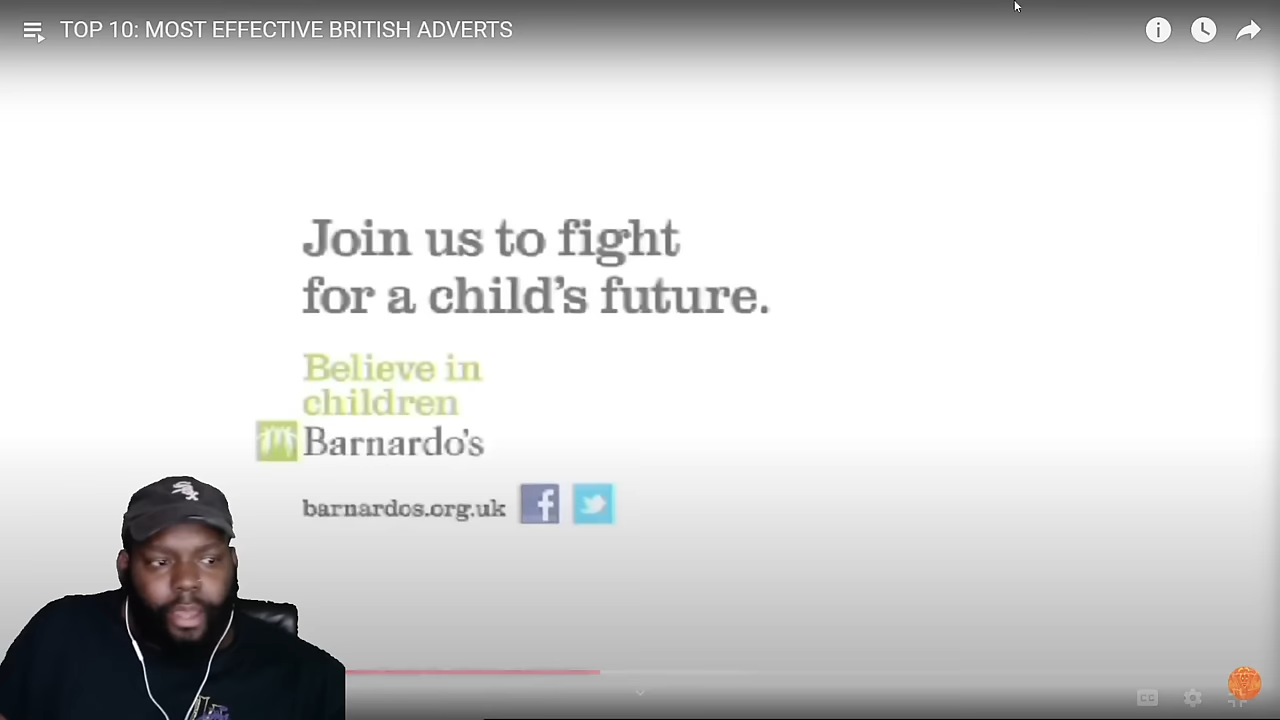 TOP 10: MOST EFFECTIVE BRITISH ADVERTS
Join us to fight
for a child's future.
Believe in
children
Barnardo's
barnardos.org.uk
CC